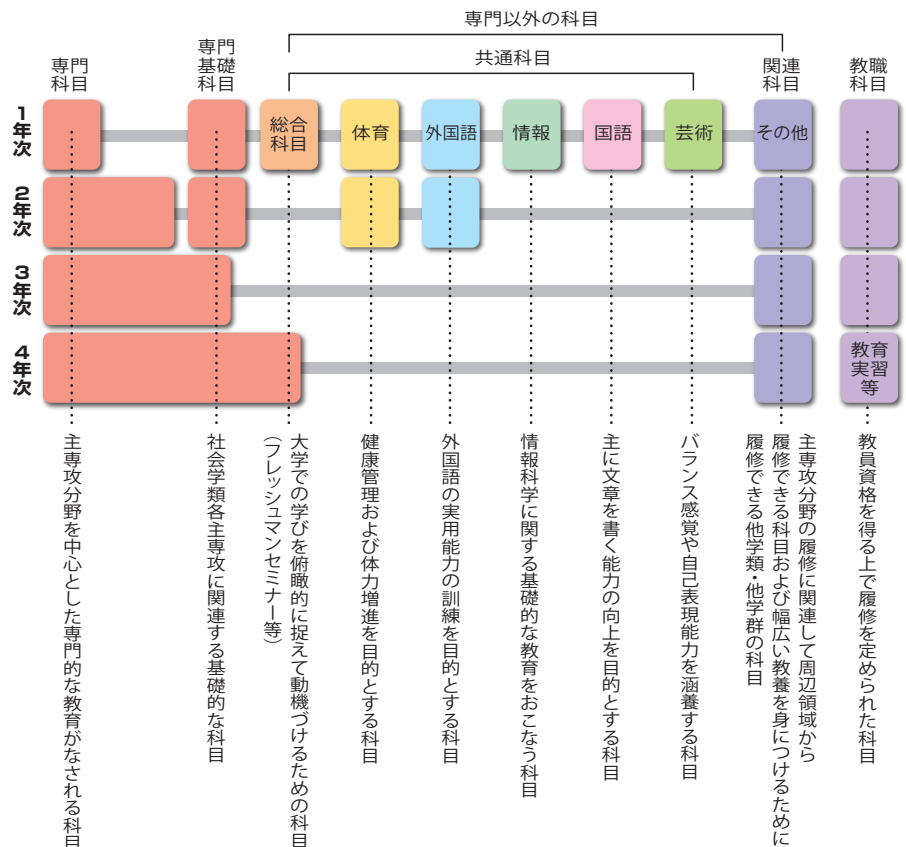 専門以外の科目
共通科目
専門
科目
専門
基礎
科目
関連
科目
教職
科目
1年次
総合
科目
体育
外国語
情報
国語
芸術
その他
2年次
3年次
4年次
教育
実習
等
主専攻分野を中心とした専門的な教育がなされる科目
社会学類各主専攻に関連する基礎的な科目
大学での学びを俯瞰的に捉えて動機づけるための科目
（フレッシュマンセミナー等）
健康管理および体力増進を目的とする科目
外国語の実用能力の訓練を目的とする科目
情報科学に関する基礎的な教育をおこなう科目
主に文章を書く能力の向上を目的とする科目
バランス感覚や自己表現能力を涵養する科目
主専攻分野の履修に関連して周辺領域から
履修できる科目および幅広い教養を身につけるために
履修できる他学類・他学群の科目
教員資格を得る上で履修を定められた科目